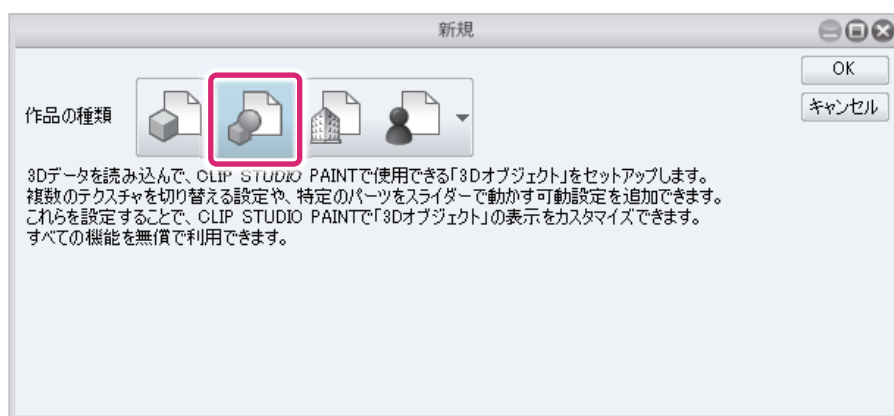 新規
OK
作品の種類
キャンセル
3Dデータを読み込んで、CLIP STUDIO PAINTで使用できる「3Dオブジェクト」をセットアップします。
複数のテクスチャを切り替える設定や、特定のパーツをスライダーで動かす可動設定を追加できます。
これらを設定することで、CLIP STUDIO PAINTで「3Dオブジェクト」の表示をカスタマイズできます。
すべての機能を無償で利用できます。